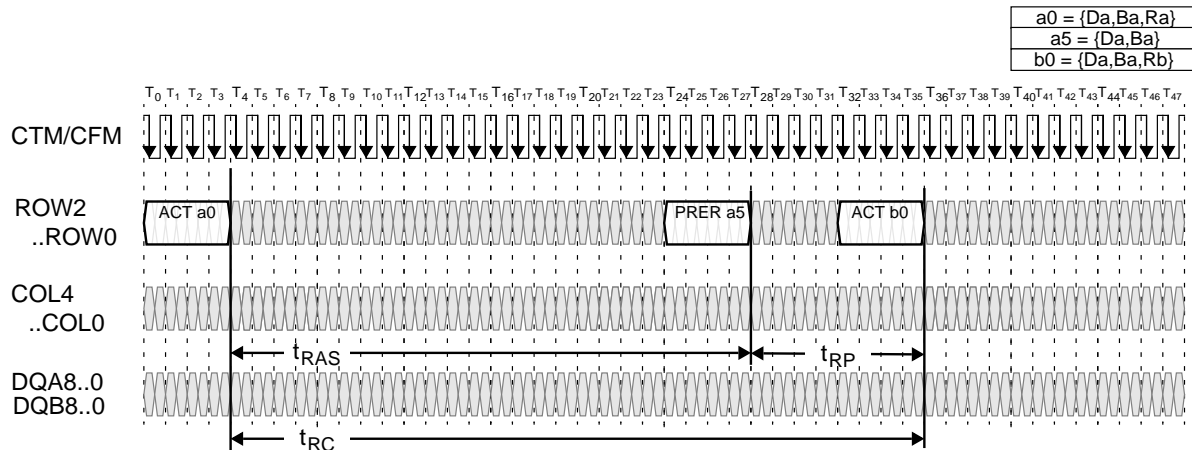 a0 = {Da,Ba,Ra}
a5 = {Da,Ba}
b0 = {Da,Ba,Rb}
T0 T1 T2 T3 T4 T5 T6 T7 T8 T9 T10 T11 T12 T13 T14 T15 T16 T17 T18 T19 T20 T21 T22 T23 T24 T25 T26 T27 T28 T29 T30 T31 T32 T33 T34 T35 T36 T37 T38 T39 T40 T41 T42 T43 T44 T45 T46 T47
CTM/CFM
ROW2
..ROW0
ACT a0 PRER a5 ACT b0
COL4
..COL0
tRAS tRP
DQA8..0
DQB8..0
tRC